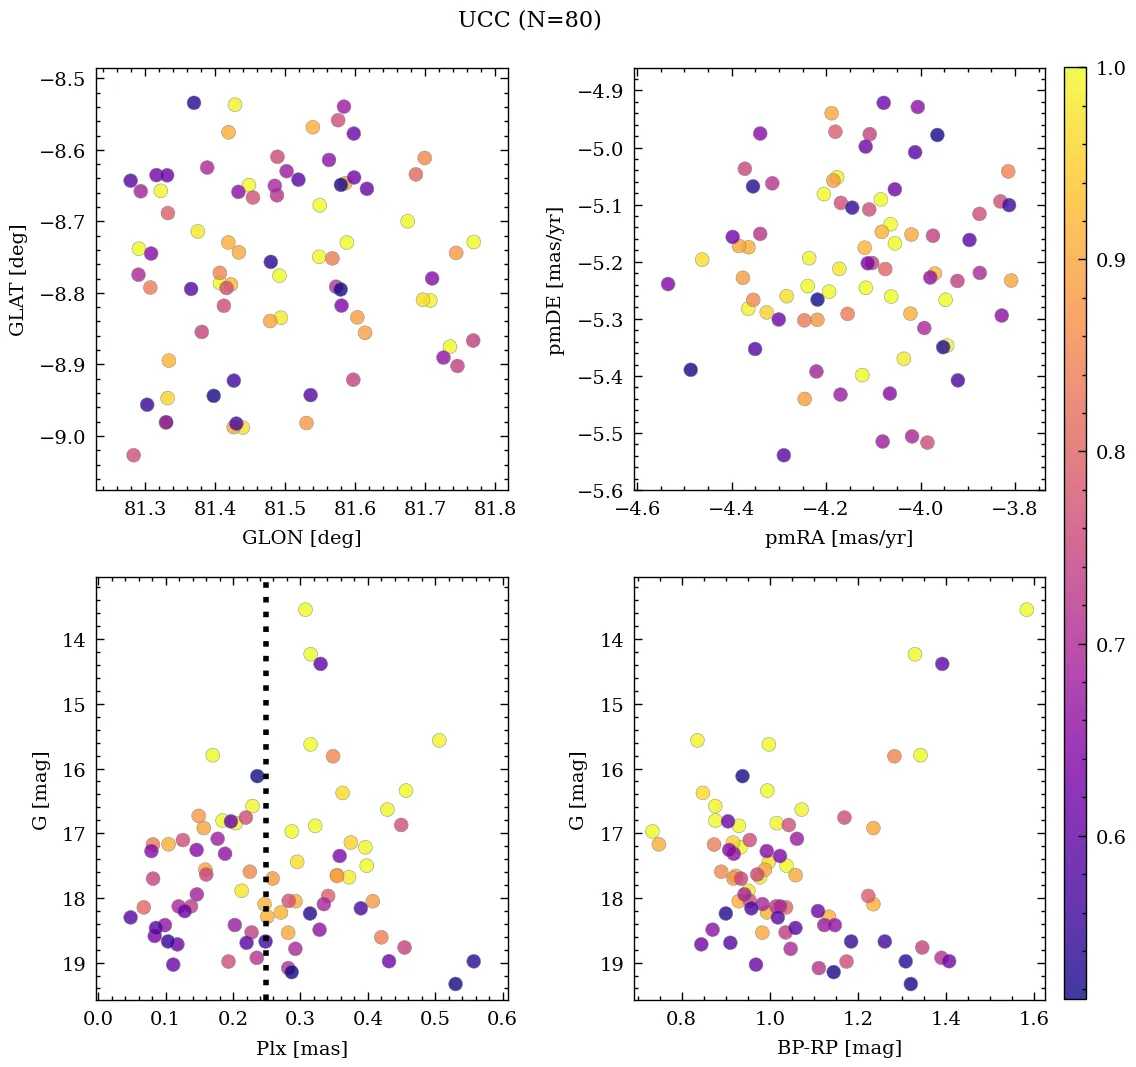 UCC (N=80)
−8.5
−8.6
−8.7
−8.8
−8.9
−9.0
GLAT [deg]
81.3 81.4 81.5 81.6 81.7 81.8
GLON [deg]
−4.9
−5.0
−5.1
−5.2
−5.3
−5.4
−5.5
−5.6
pmDE [mas/yr]
−4.6 −4.4 −4.2 −4.0 −3.8
pmRA [mas/yr]
1.0
0.9
0.8
0.7
0.6
14
15
16
17
18
19
G [mag]
0.0 0.1 0.2 0.3 0.4 0.5 0.6
Plx [mas]
14
15
16
17
18
19
G [mag]
0.8 1.0 1.2 1.4 1.6
BP-RP [mag]